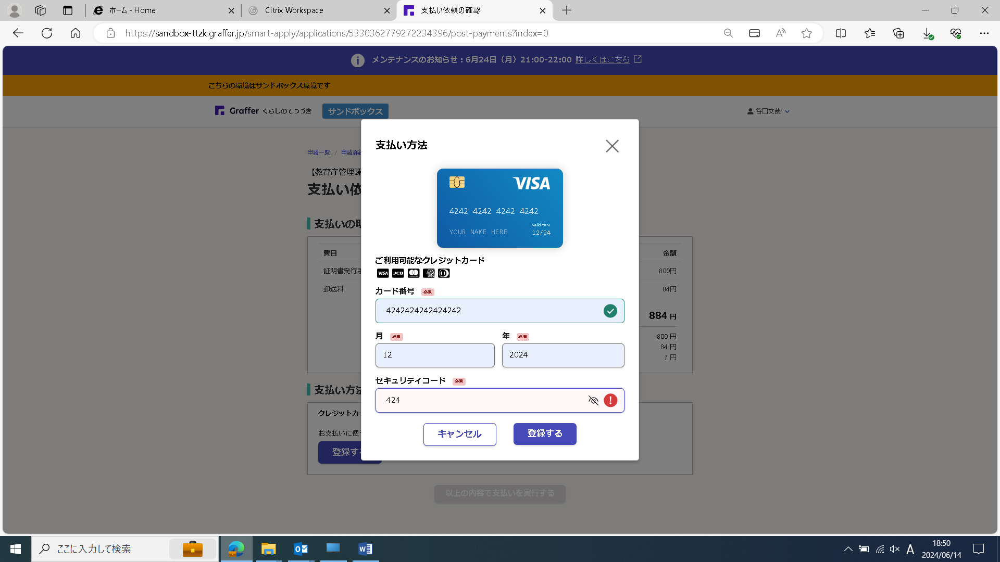 ホーム - Home
Citrix Workspace
支払い依頼の確認
https://sandbox-ttzk.graffer.jp/smart-apply/applications/5330362779272234396/post-payments?index=0
メンテナンスのお知らせ：6月24日（月）21:00-22:00 詳しくはこちら
こちらの環境はサンドボックス環境です
Graffer くらしのてつづき サンドボックス
谷口文哉
申請一覧 / 申請詳細
【教育庁管理課
支払い依
支払いの明
費目 金額
証明書発行手 800円
郵送料 84円
884 円
800 円
84 円
7 円
支払い方法
クレジットカー
お支払いに使
登録す
以上の内容で支払いを実行する
支払い方法
VISA
4242 4242 4242 4242
valid thru
YOUR NAME HERE 12/24
ご利用可能なクレジットカード
VISA JCB AMEX
カード番号 必須
4242424242424242
月 必須 年 必須
12 2024
セキュリティコード 必須
424
キャンセル 登録する
ここに入力して検索
A
18:50
2024/06/14